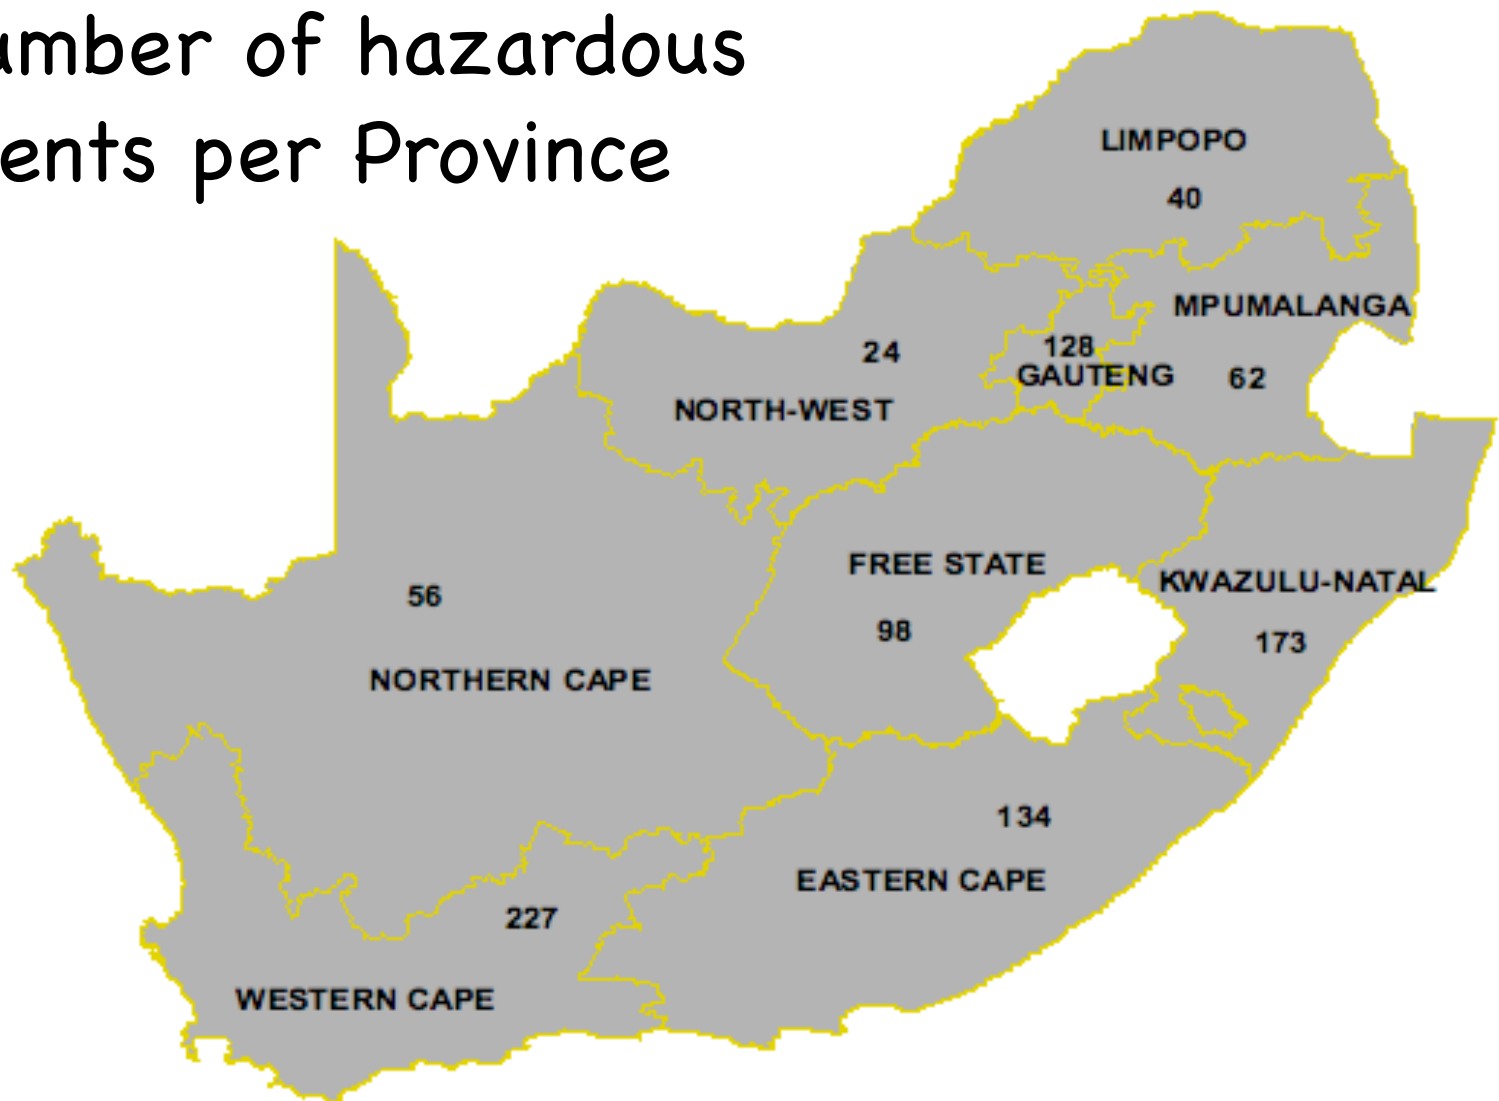 umber of hazardous
ents per Province
LIMPOPO
40
MPUMALANGA
24
128
GAUTENG
62
NORTH-WEST
FREE STATE
KWAZULU-NATAL
56
98
173
NORTHERN CAPE
134
EASTERN CAPE
227
WESTERN CAPE